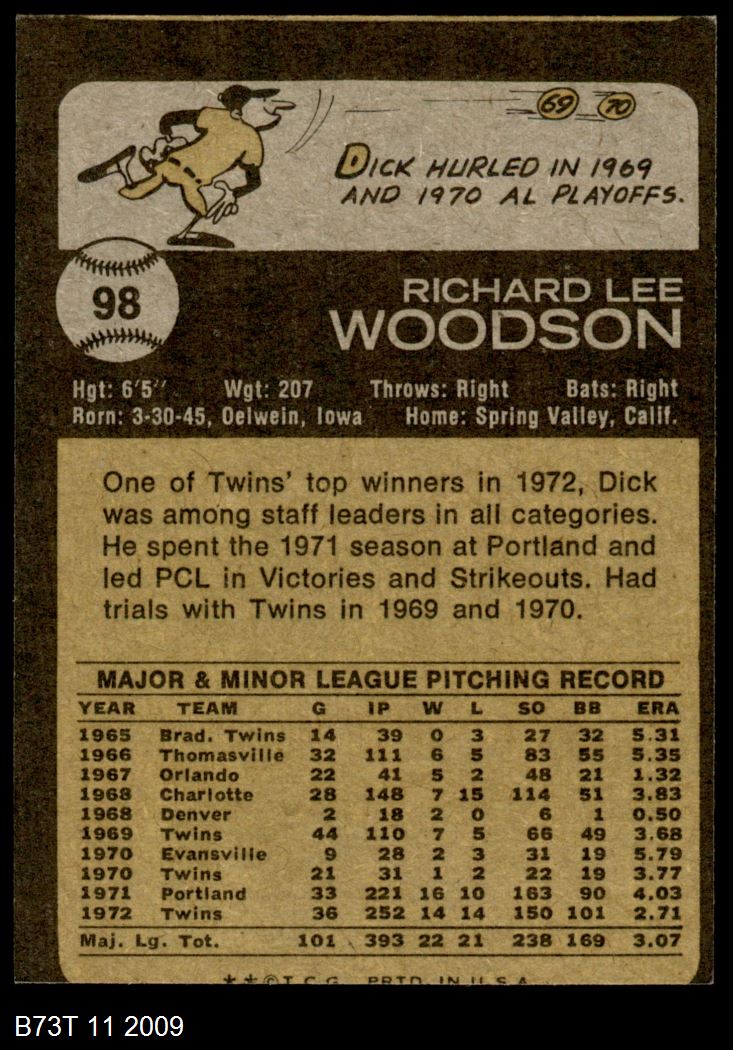 69 70
DICK HURLED IN 1969
AND 1970 AL PLAYOFFS.
98
RICHARD LEE
WOODSON
Hgt: 6'5" Wgt: 207 Throws: Right Bats: Right
Born: 3-30-45, Oelwein, Iowa Home: Spring Valley, Calif.
One of Twins' top winners in 1972, Dick
was among staff leaders in all categories.
He spent the 1971 season at Portland and
led PCL in Victories and Strikeouts. Had
trials with Twins in 1969 and 1970.
MAJOR & MINOR LEAGUE PITCHING RECORD
YEAR TEAM G IP W L SO BB ERA
1965 Brad. Twins 14 39 0 3 27 32 5.31
1966 Thomasville 32 111 6 5 83 55 5.35
1967 Orlando 22 41 5 2 48 21 1.32
1968 Charlotte 28 148 7 15 114 51 3.83
1968 Denver 2 18 2 0 6 1 0.50
1969 Twins 44 110 7 5 66 49 3.68
1970 Evansville 9 28 2 3 31 19 5.79
1970 Twins 21 31 1 2 22 19 3.77
1971 Portland 33 221 16 10 163 90 4.03
1972 Twins 36 252 14 14 150 101 2.71
Maj. Lg. Tot. 101 393 22 21 238 169 3.07
**©T.C.G. PRTD. IN U.S.A.
B73T 11 2009